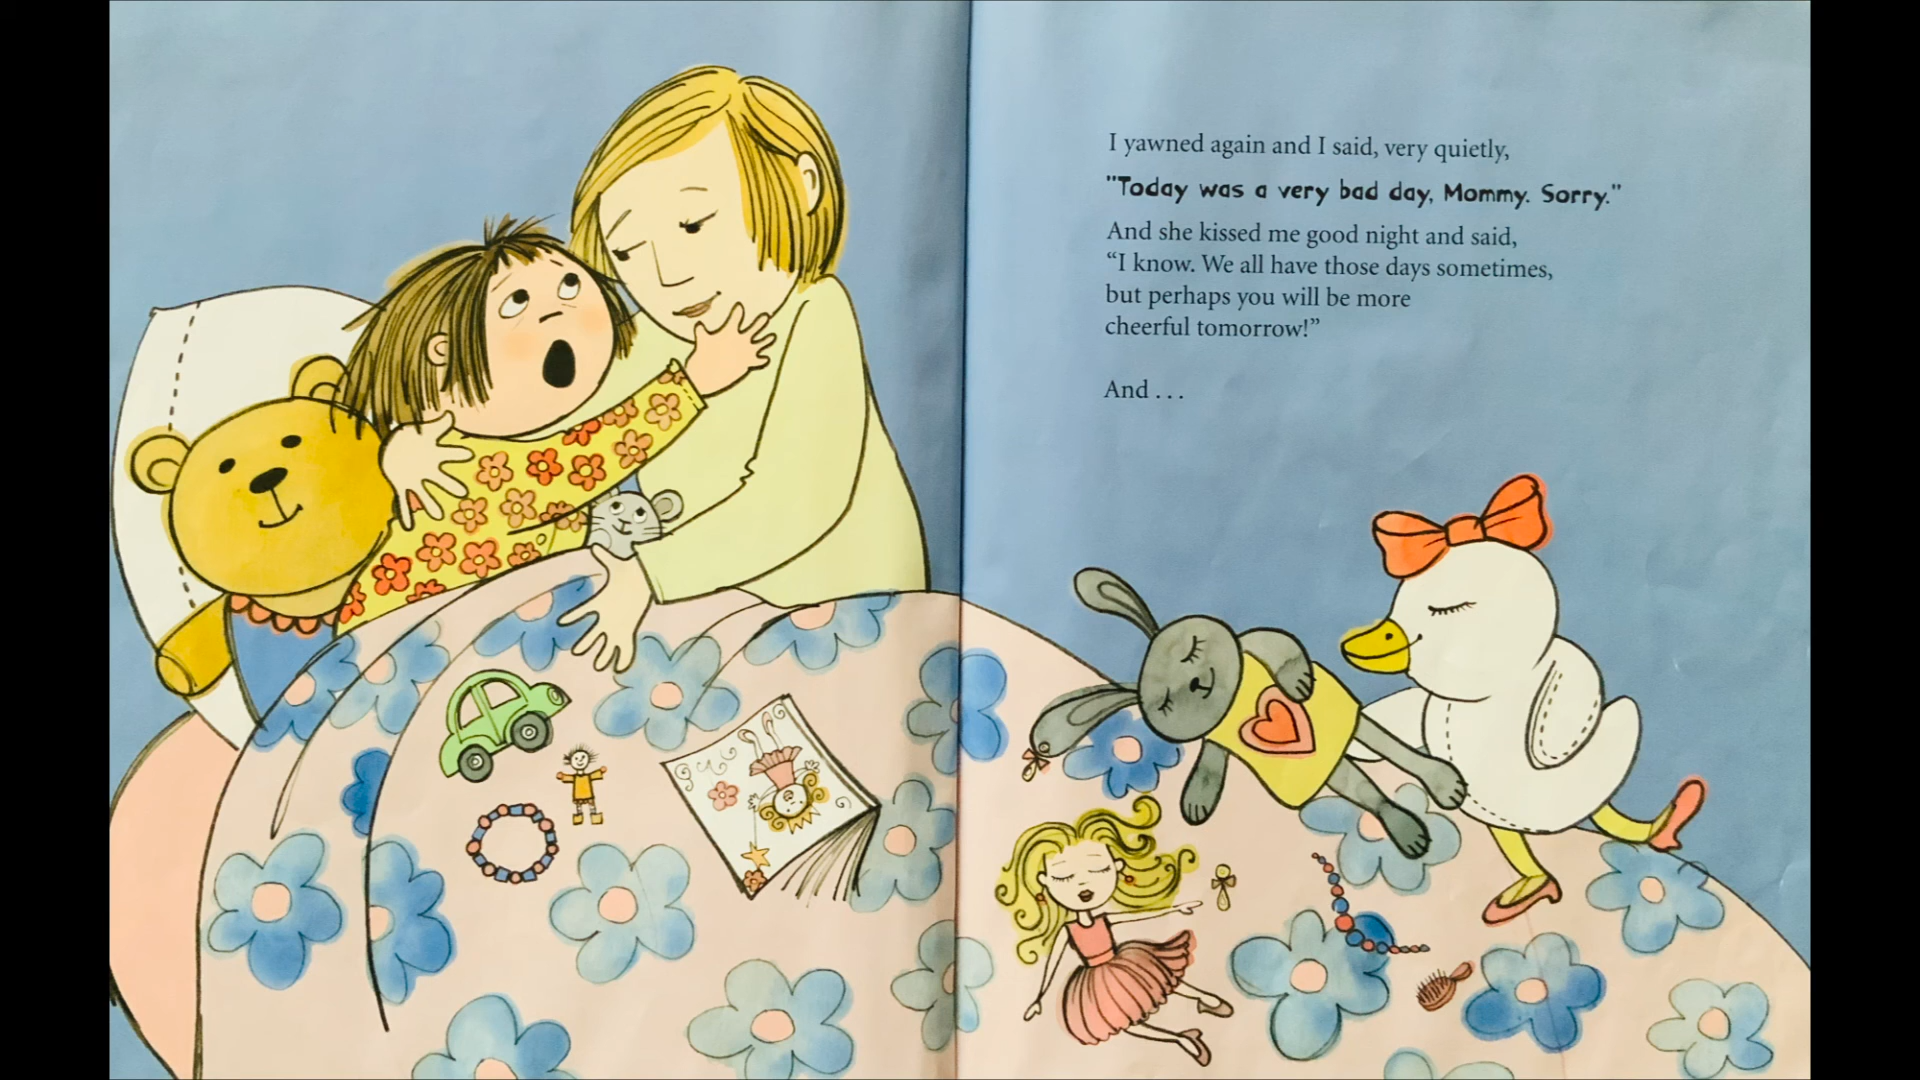 I yawned again and I said, very quietly,
"Today was a very bad day, Mommy. Sorry."
And she kissed me good night and said,
“I know. We all have those days sometimes,
but perhaps you will be more
cheerful tomorrow!”
And . . .